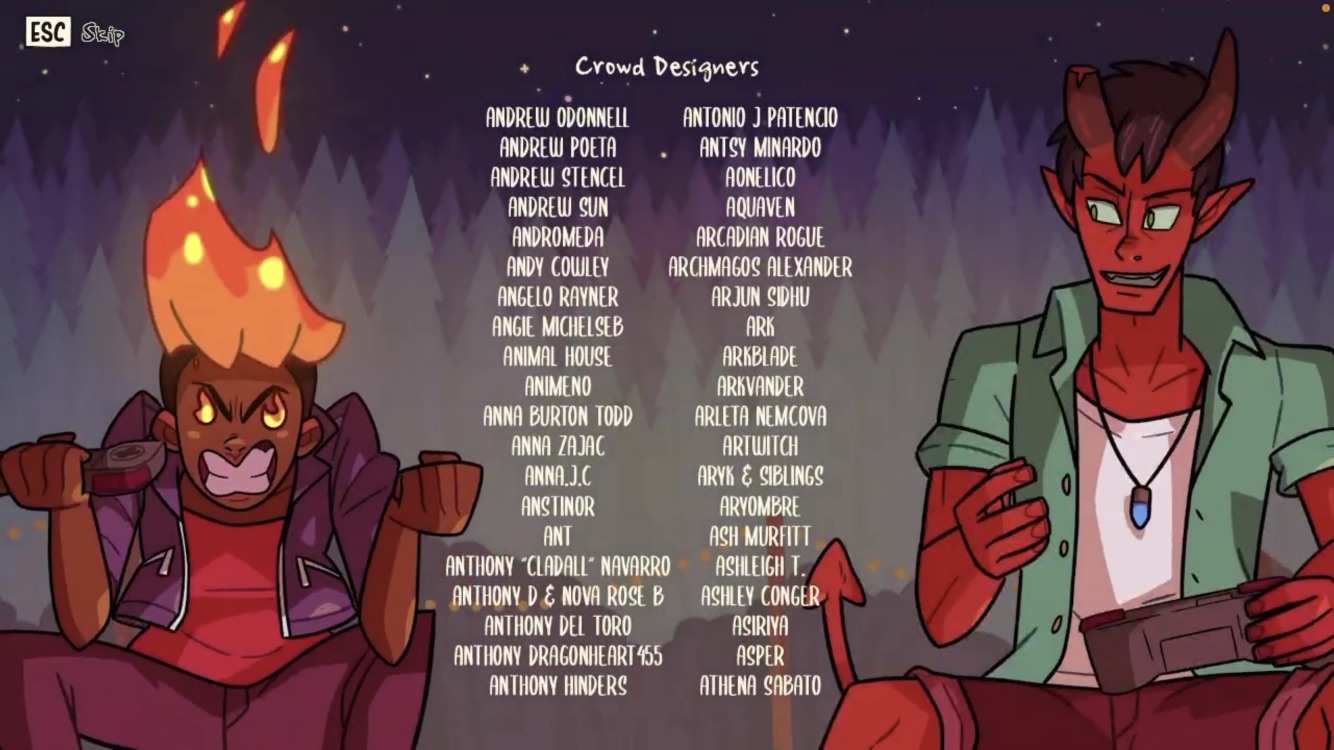 ESC Skip
Crowd Designers
ANDREW ODONNELL
ANDREW POETA
ANDREW STENCEL
ANDREW SUN
ANDROMEDA
ANDY COWLEY
ANGELO RAYNER
ANGIE MICHELSEB
ANIMAL HOUSE
ANIMENO
ANNA BURTON TODD
ANNA ZAJAC
ANNA.J.C
ANSTINOR
ANT
ANTHONY "CLADALL" NAVARRO
ANTHONY D & NOVA ROSE B
ANTHONY DEL TORO
ANTHONY DRAGONHEART455
ANTHONY HINDERS
ANTONIO J PATENCIO
ANTSY MINARDO
AONELICO
AQUAVEN
ARCADIAN ROGUE
ARCHMAGOS ALEXANDER
ARJUN SIDHU
ARK
ARKBLADE
ARKVANDER
ARLETA NEMCOVA
ARTWITCH
ARYK & SIBLINGS
ARYOMBRE
ASH MURFITT
ASHLEIGH T.
ASHLEY CONGER
ASIRIYA
ASPER
ATHENA SABATO